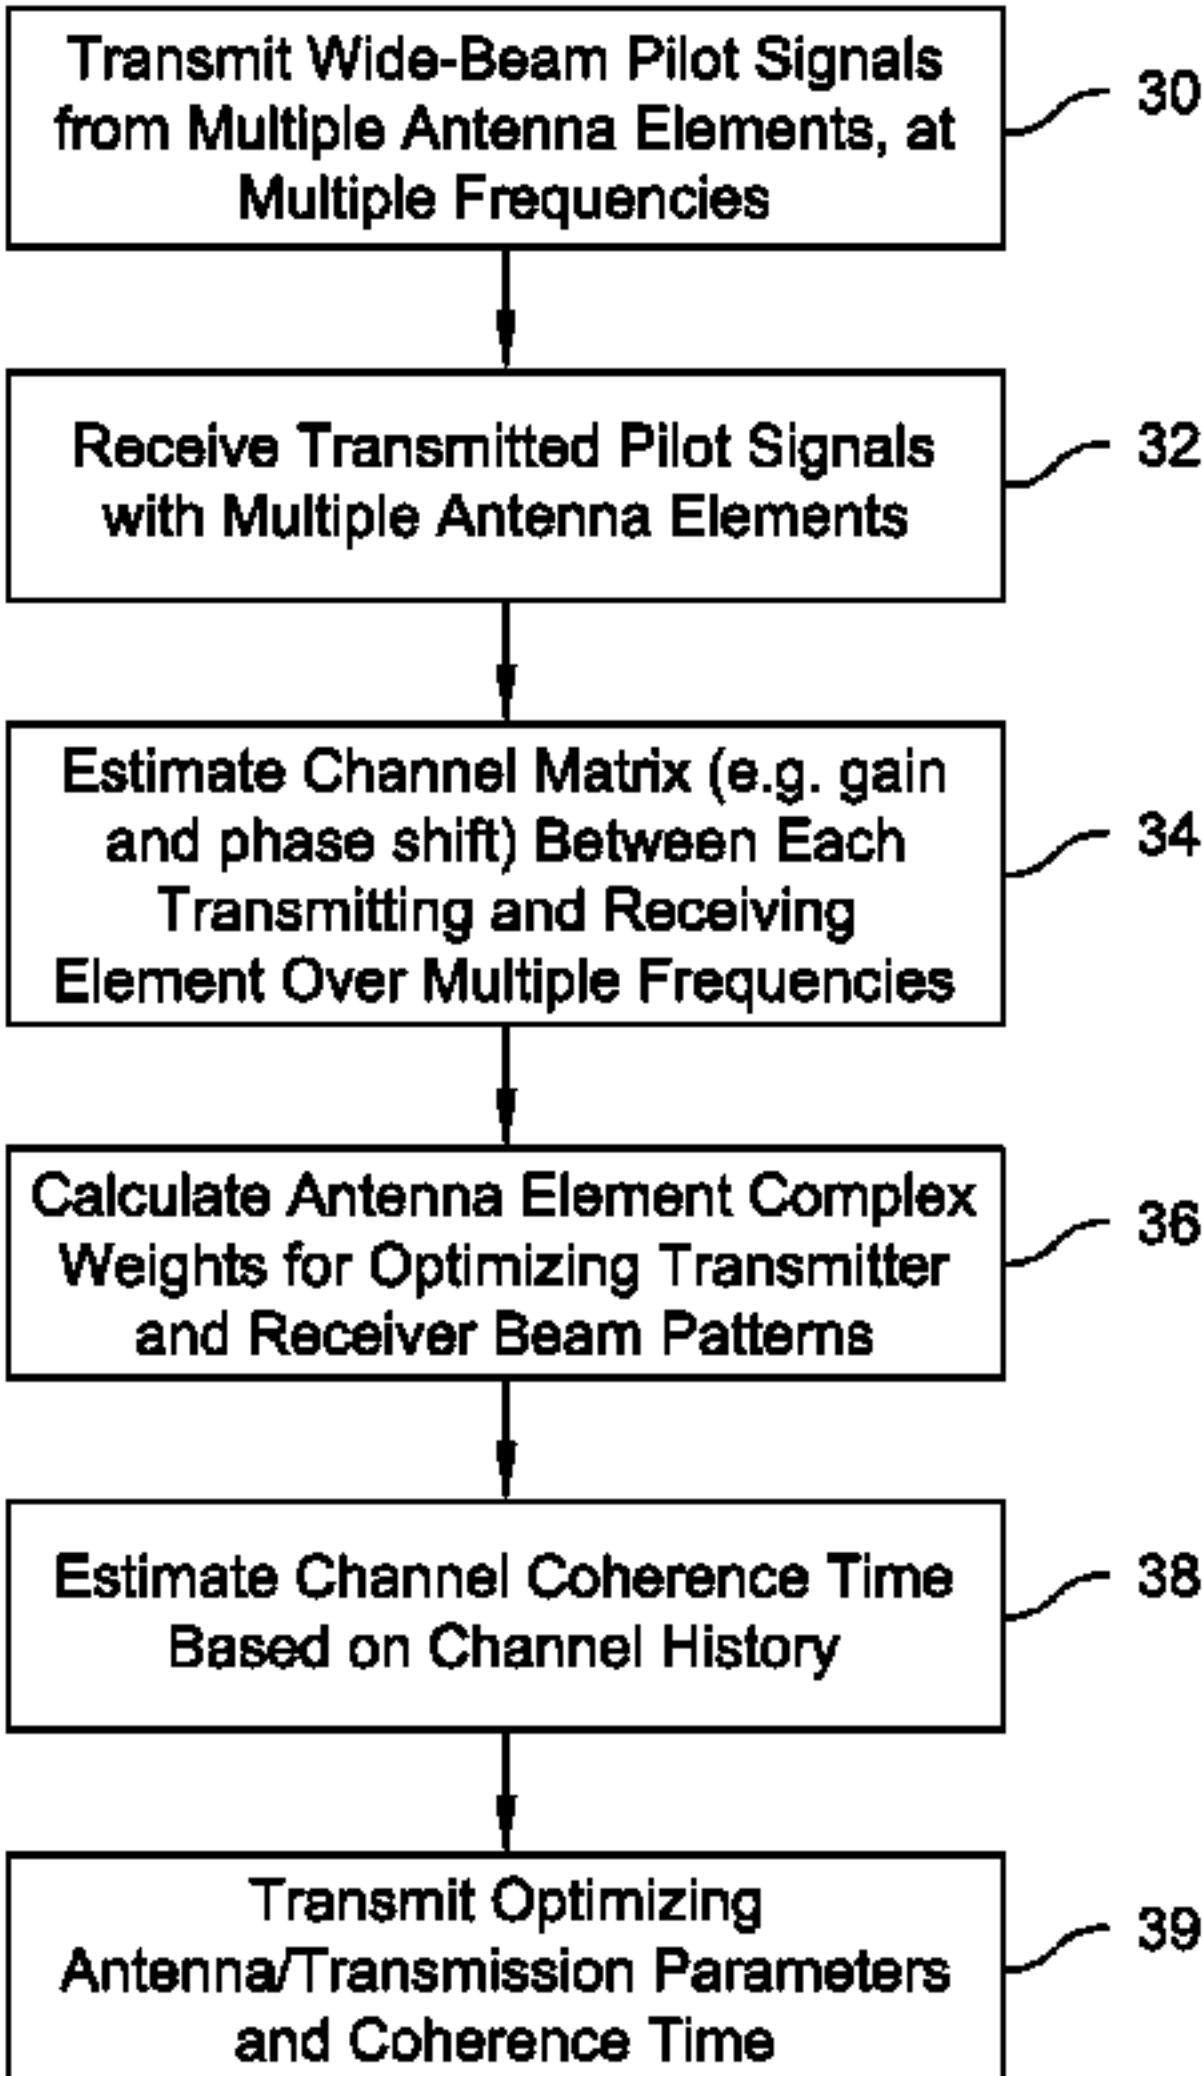 Transmit Wide-Beam Pilot Signals
from Multiple Antenna Elements, at
Multiple Frequencies
30
Receive Transmitted Pilot Signals
with Multiple Antenna Elements
32
Estimate Channel Matrix (e.g. gain
and phase shift) Between Each
Transmitting and Receiving
Element Over Multiple Frequencies
34
Calculate Antenna Element Complex
Weights for Optimizing Transmitter
and Receiver Beam Patterns
36
Estimate Channel Coherence Time
Based on Channel History
38
Transmit Optimizing
Antenna/Transmission Parameters
and Coherence Time
39